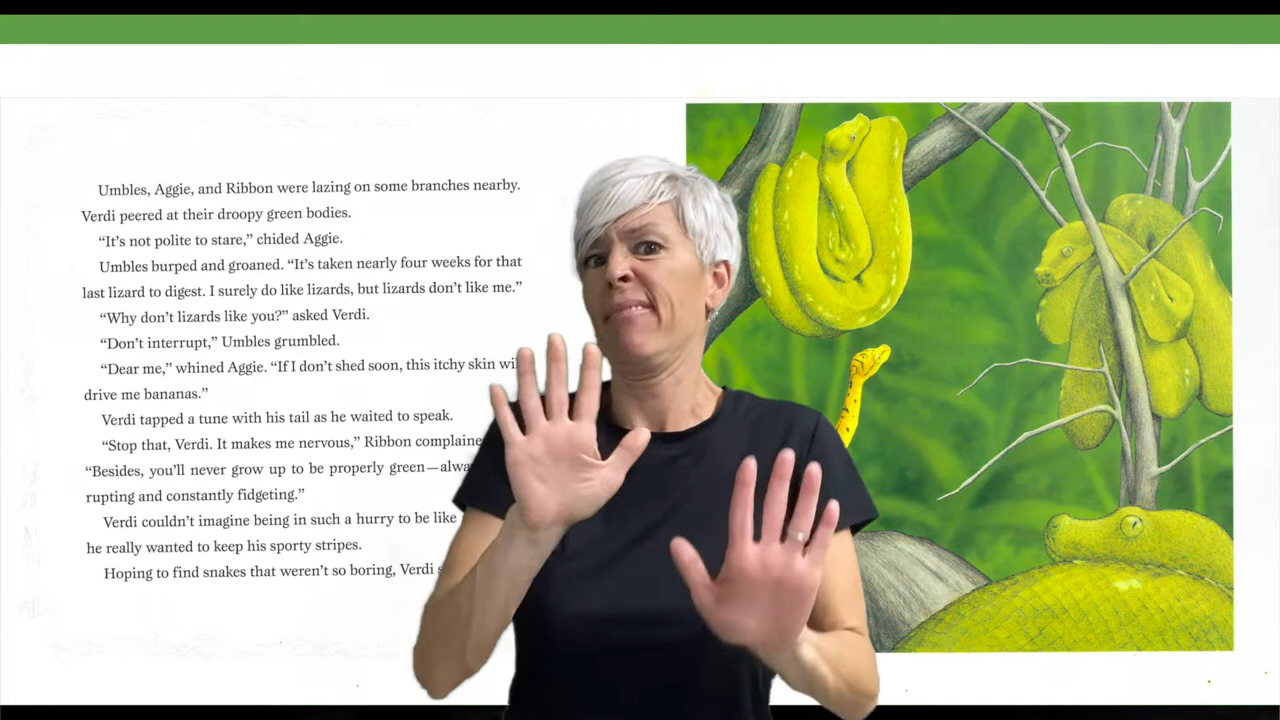 Umbles, Aggie, and Ribbon were lazing on some branches nearby.
Verdi peered at their droopy green bodies.
“It’s not polite to stare,” chided Aggie.
Umbles burped and groaned. “It’s taken nearly four weeks for that
last lizard to digest. I surely do like lizards, but lizards don’t like me.”
“Why don’t lizards like you?” asked Verdi.
“Don’t interrupt,” Umbles grumbled.
“Dear me,” whined Aggie. “If I don’t shed soon, this itchy skin
drive me bananas.”
Verdi tapped a tune with his tail as he waited to speak.
“Stop that, Verdi. It makes me nervous,” Ribbon
“Besides, you’ll never grow up to be properly green—
rupting and constantly fidgeting.”
Verdi couldn’t imagine being in such a hurry to be like
he really wanted to keep his sporty stripes.
Hoping to find snakes that weren’t so boring, Verdi